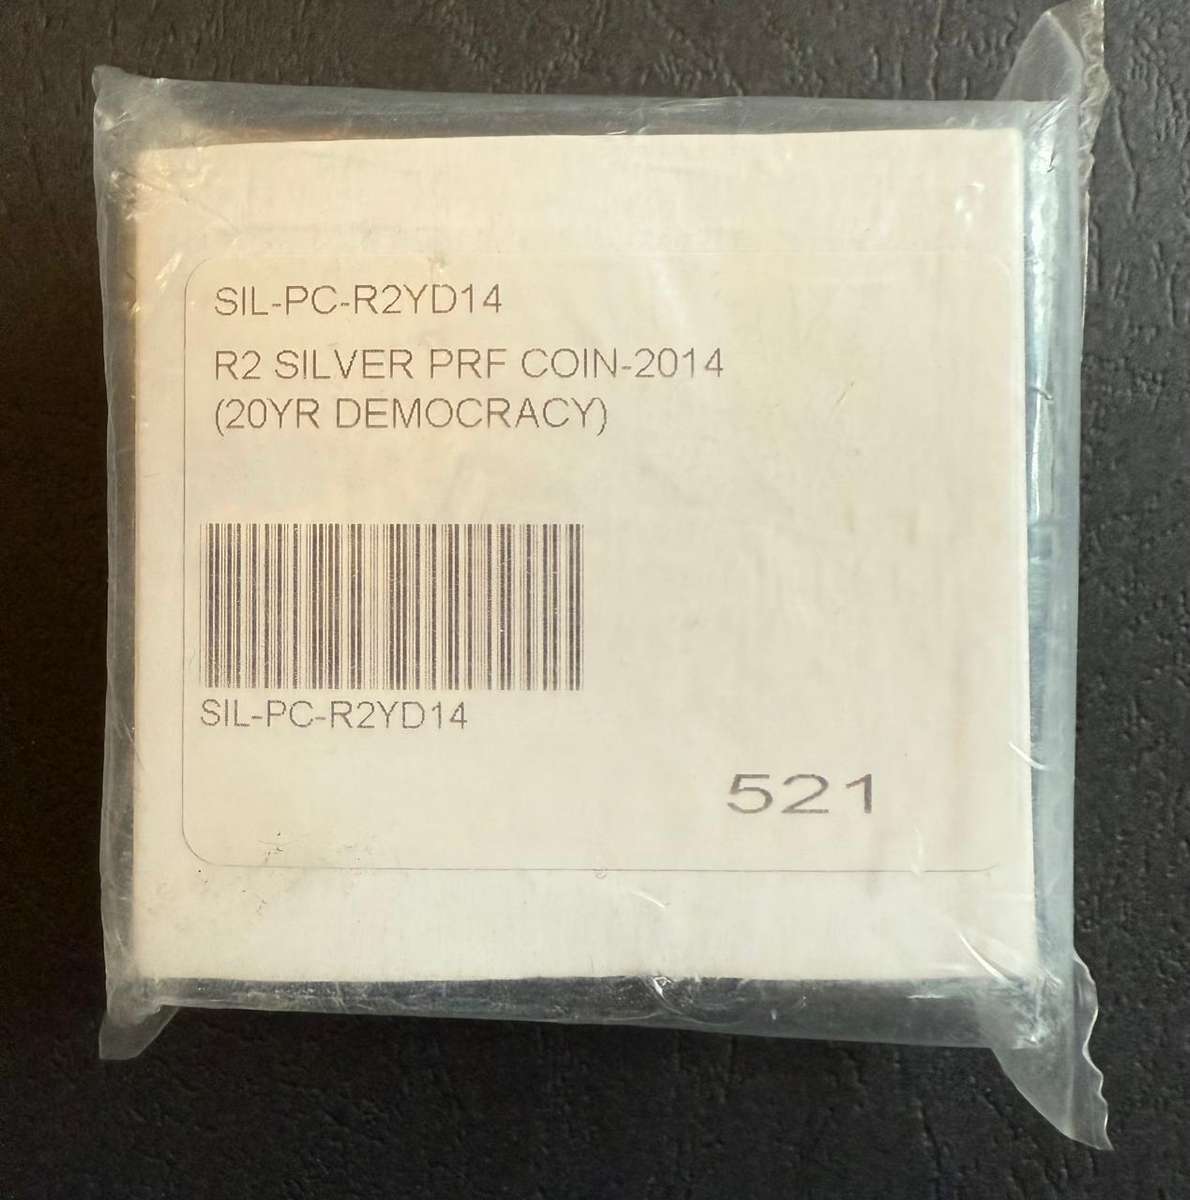 SIL-PC-R2YD14
R2 SILVER PRF COIN-2014
(20YR DEMOCRACY)
SIL-PC-R2YD14
521